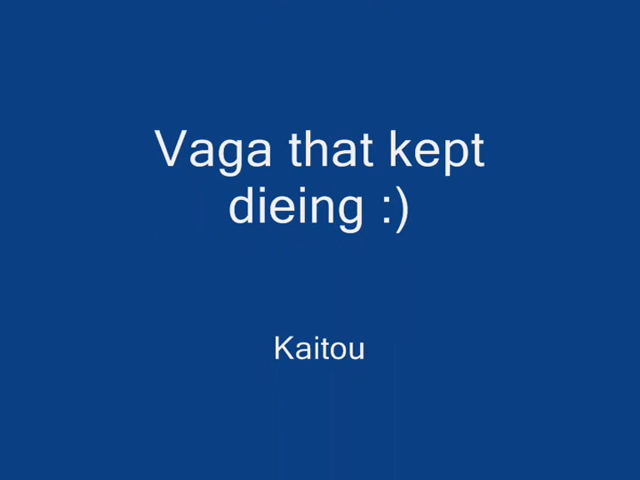 Vaga that kept
dieing :)
Kaitou